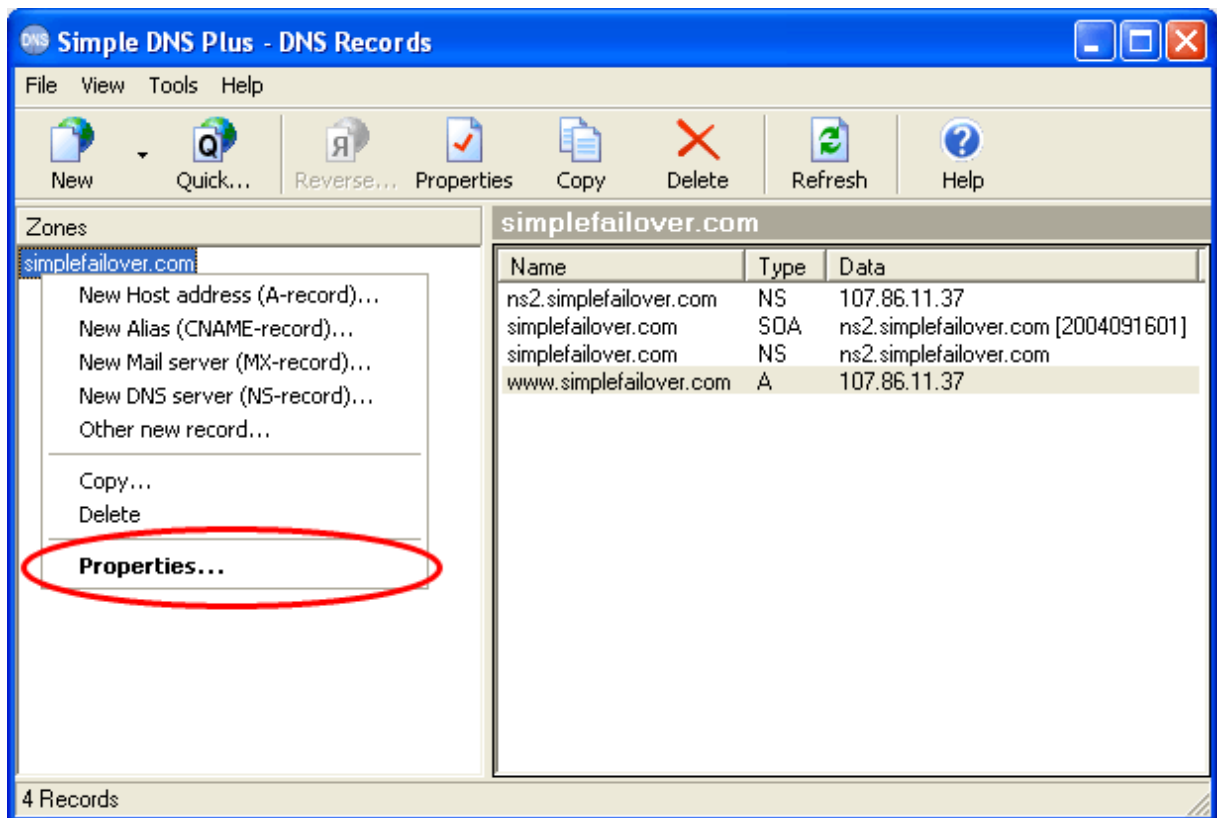 DNS Simple DNS Plus - DNS Records
File View Tools Help
New Quick... Reverse... Properties Copy Delete Refresh Help
Zones
simplefailover.com
New Host address (A-record)...
New Alias (CNAME-record)...
New Mail server (MX-record)...
New DNS server (NS-record)...
Other new record...
Copy...
Delete
Properties...
simplefailover.com
Name Type Data
ns2.simplefailover.com NS 107.86.11.37
simplefailover.com SOA ns2.simplefailover.com [2004091601]
simplefailover.com NS ns2.simplefailover.com
www.simplefailover.com A 107.86.11.37
4 Records